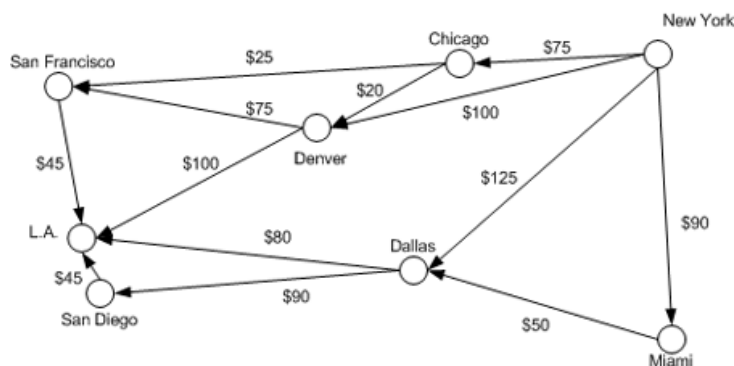 New York
Chicago
$75
San Francisco
$25
$20
$75
$100
Denver
$45
$100
$125
L.A.
$80
Dallas
$90
$45
$90
San Diego
$50
Miami